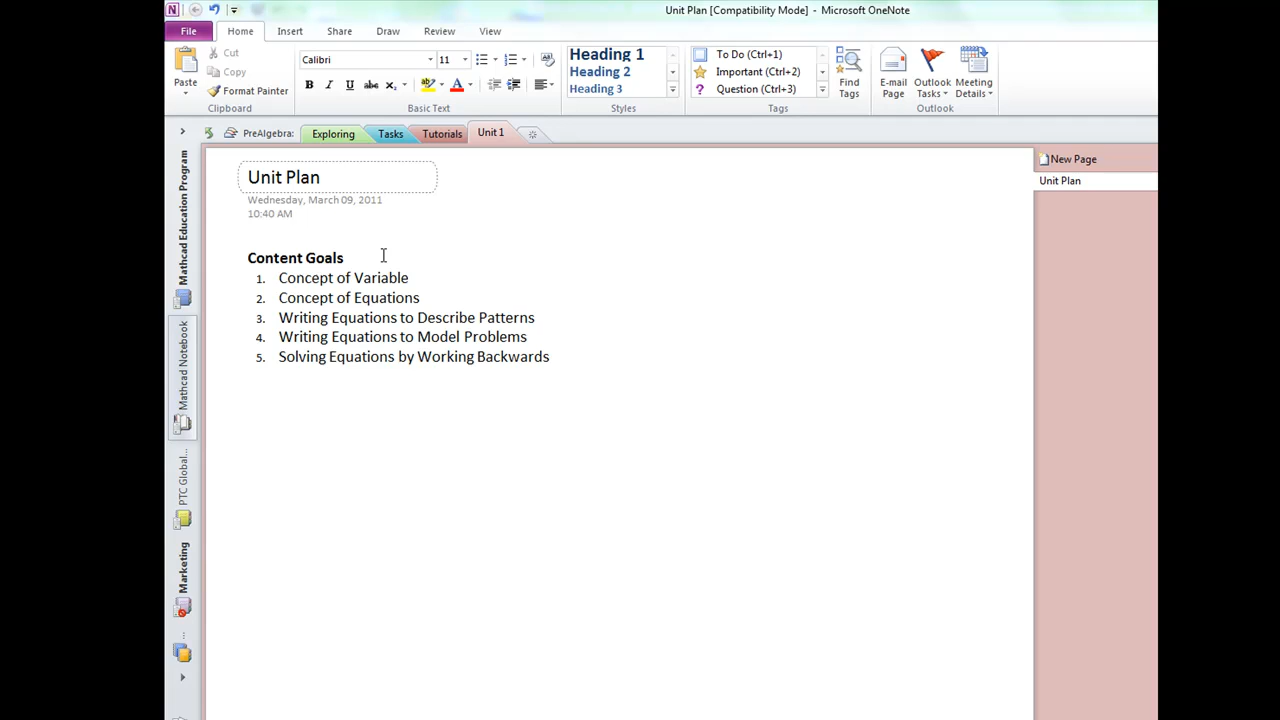 Unit Plan [Compatibility Mode] - Microsoft OneNote
File Home Insert Share Draw Review View
Paste
Cut
Copy
Format Painter
Clipboard
Calibri 11
B I U abc X₂ ab A
Basic Text
Heading 1
Heading 2
Heading 3
Styles
To Do (Ctrl+1)
Important (Ctrl+2)
Question (Ctrl+3)
Tags
Find
Tags
E-mail
Page
Outlook
Tasks
Meeting
Details
Outlook
PreAlgebra: Exploring Tasks Tutorials Unit 1
Mathcad Education Program
Mathcad Notebook
PTC Global...
Marketing
...
New Page
Unit Plan
Unit Plan
Wednesday, March 09, 2011
10:40 AM
Content Goals
1. Concept of Variable
2. Concept of Equations
3. Writing Equations to Describe Patterns
4. Writing Equations to Model Problems
5. Solving Equations by Working Backwards